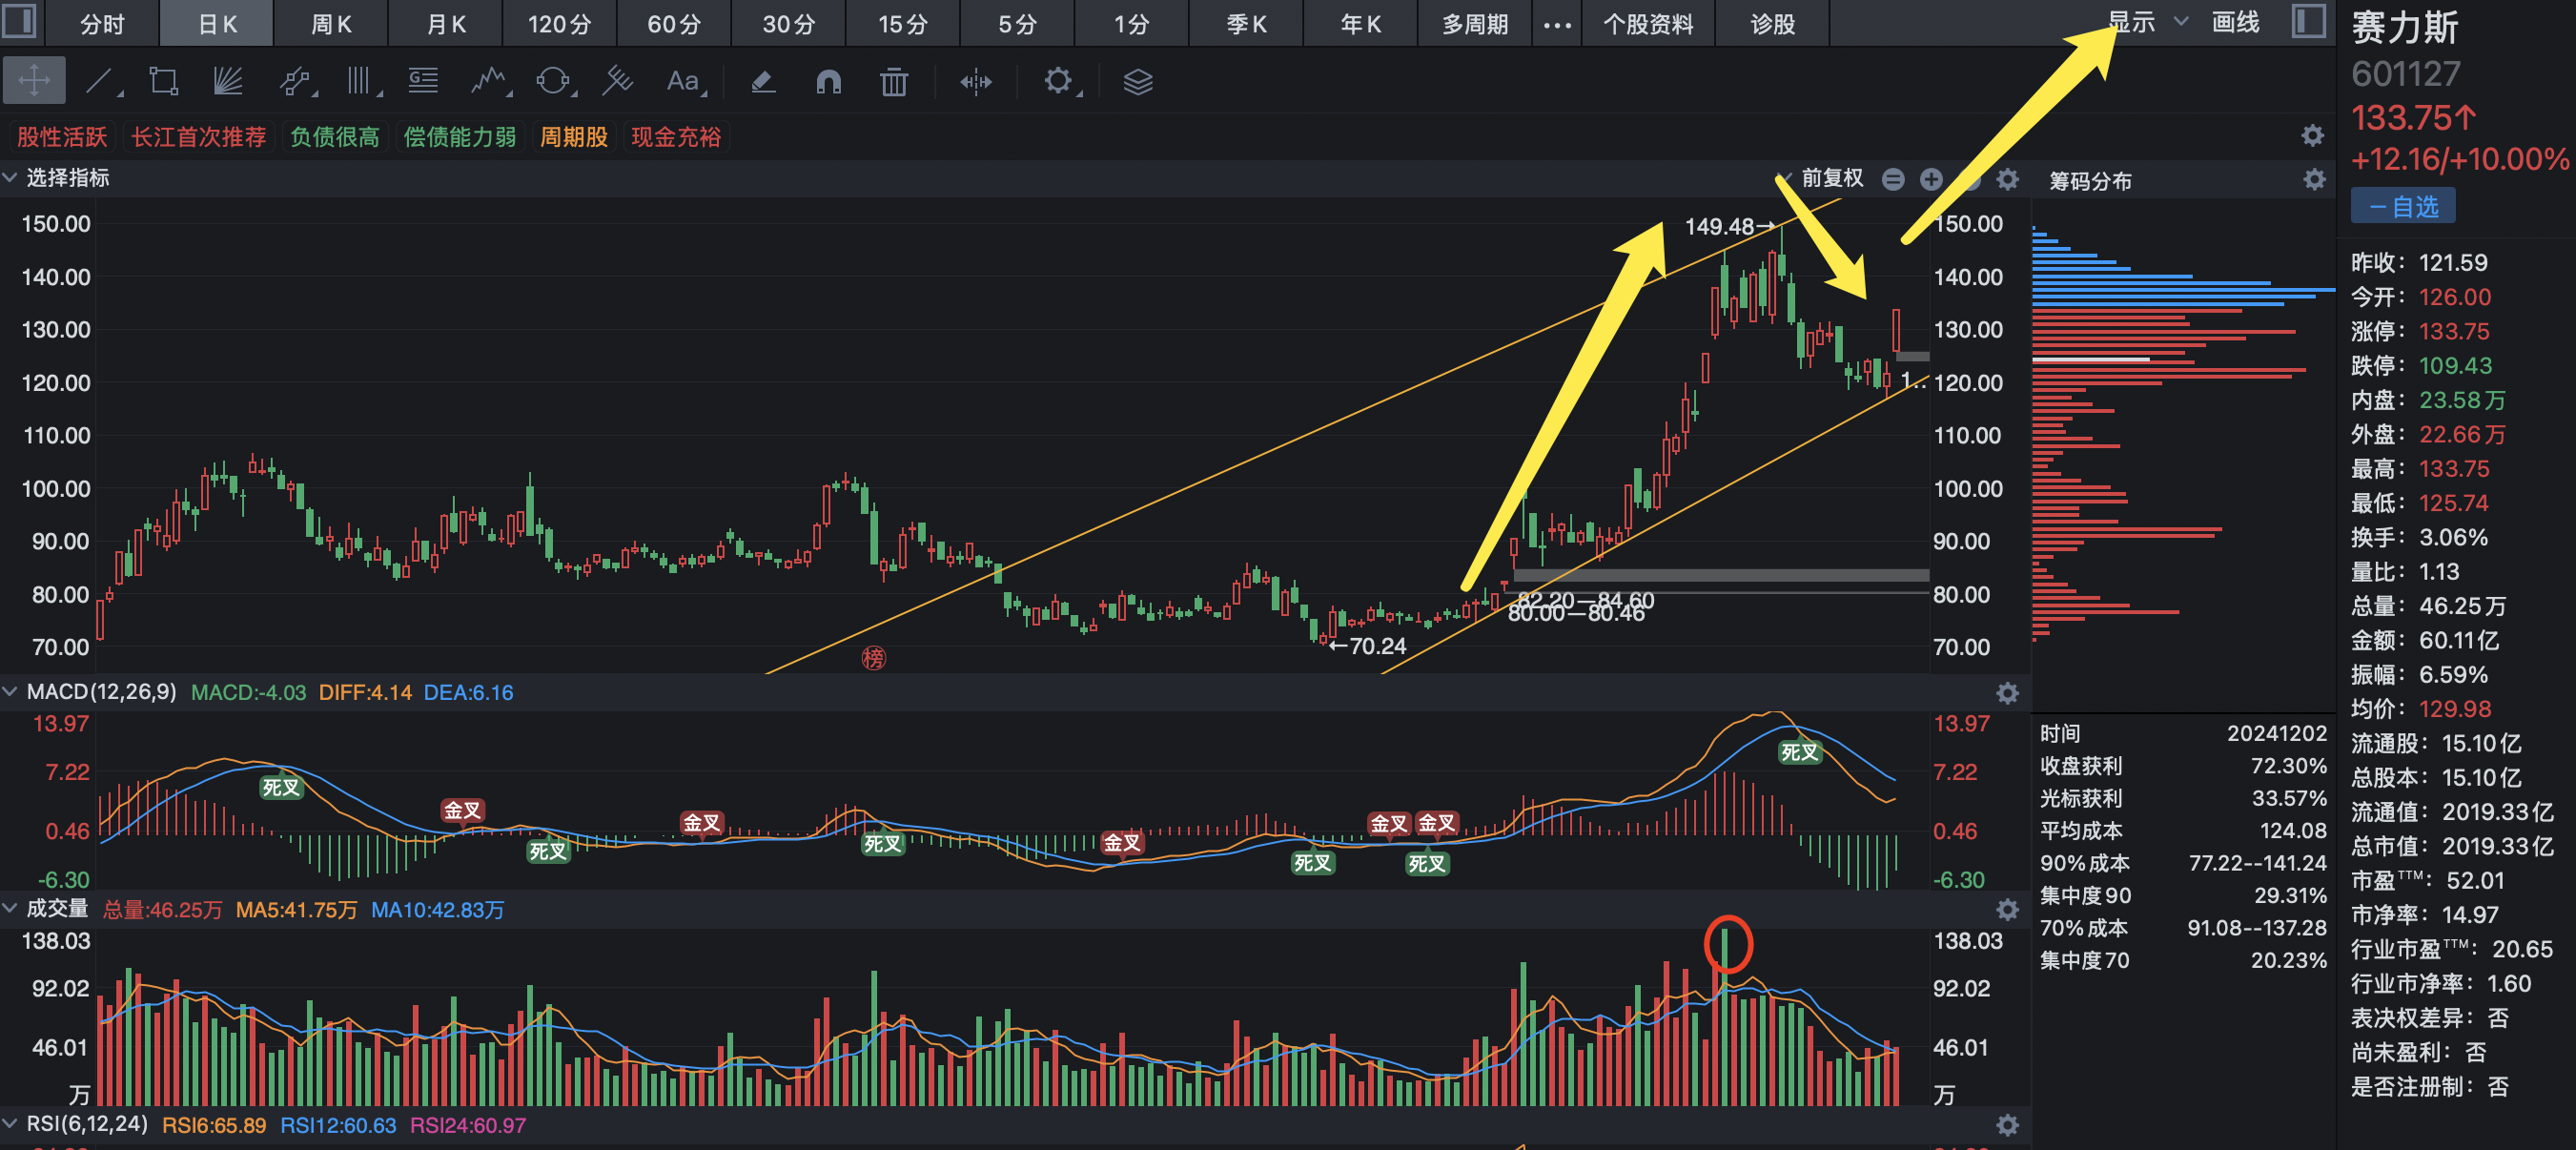 分时 日K 周K 月K 120分 60分 30分 15分 5分 1分 季K 年K 多周期 ... 个股资料 诊股 显示 画线
Aa
股性活跃 长江首次推荐 负债很高 偿债能力弱 周期股 现金充裕
选择指标 前复权
150.00
140.00
130.00
120.00
110.00
100.00
90.00
80.00
70.00
149.48
1..
82.20—84.60
80.00—80.46
70.24
榜
150.00
140.00
130.00
120.00
110.00
100.00
90.00
80.00
70.00
MACD(12,26,9) MACD:-4.03 DIFF:4.14 DEA:6.16
13.97
7.22
0.46
-6.30
死叉
金叉
死叉
金叉
死叉
金叉
死叉
金叉
金叉
死叉
死叉
13.97
7.22
0.46
-6.30
成交量 总量:46.25万 MA5:41.75万 MA10:42.83万
138.03
92.02
46.01
万
138.03
92.02
46.01
万
RSI(6,12,24) RSI6:65.89 RSI12:60.63 RSI24:60.97
筹码分布
时间 20241202
收盘获利 72.30%
光标获利 33.57%
平均成本 124.08
90%成本 77.22--141.24
集中度90 29.31%
70%成本 91.08--137.28
集中度70 20.23%
赛力斯
601127
133.75↑
+12.16/+10.00%
—自选
昨收：121.59
今开：126.00
涨停：133.75
跌停：109.43
内盘：23.58万
外盘：22.66万
最高：133.75
最低：125.74
换手：3.06%
量比：1.13
总量：46.25万
金额：60.11亿
振幅：6.59%
均价：129.98
流通股：15.10亿
总股本：15.10亿
流通值：2019.33亿
总市值：2019.33亿
市盈TTM：52.01
市净率：14.97
行业市盈TTM：20.65
行业市净率：1.60
表决权差异：否
尚未盈利：否
是否注册制：否